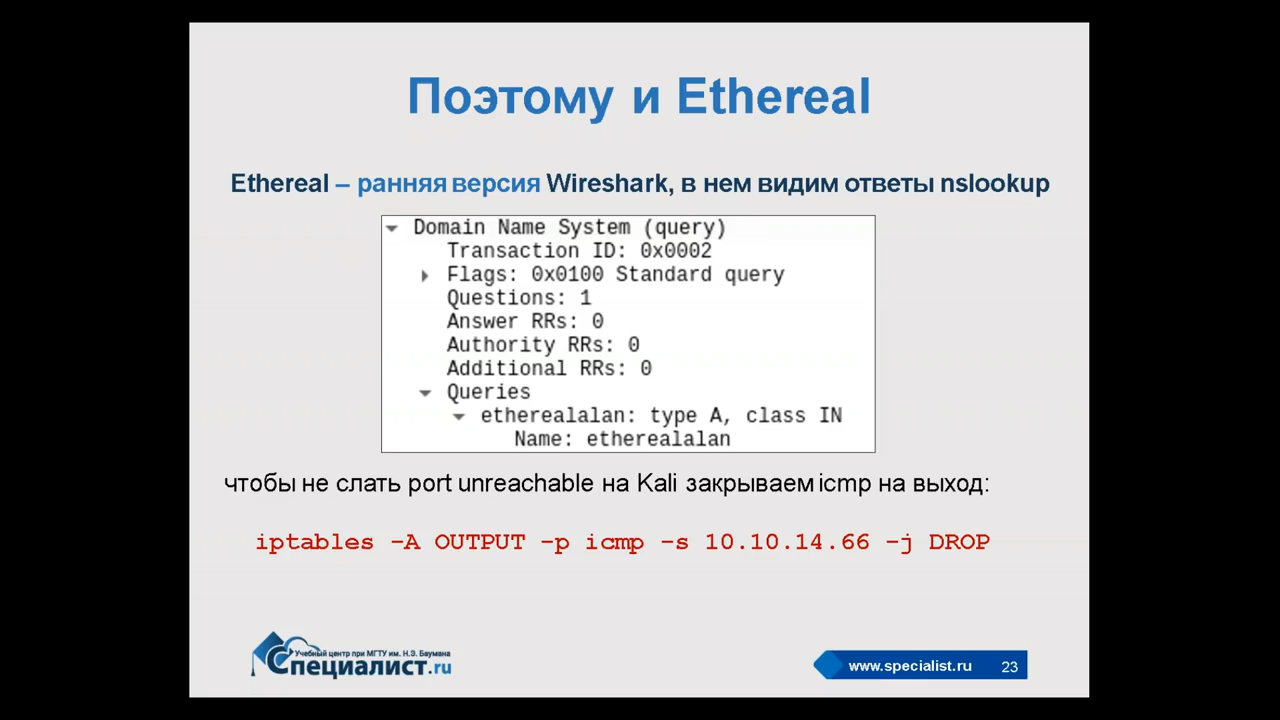 Поэтому и Ethereal
Ethereal – ранняя версия Wireshark, в нем видим ответы nslookup
Domain Name System (query)
Transaction ID: 0x0002
Flags: 0x0100 Standard query
Questions: 1
Answer RRs: 0
Authority RRs: 0
Additional RRs: 0
Queries
etherealalan: type A, class IN
Name: etherealalan
чтобы не слать port unreachable на Kali закрываем icmp на выход:
iptables –A OUTPUT –p icmp –s 10.10.14.66 –j DROP
Учебный центр при МГТУ им. Н.Э. Баумана
Специалист.ru
www.specialist.ru 23